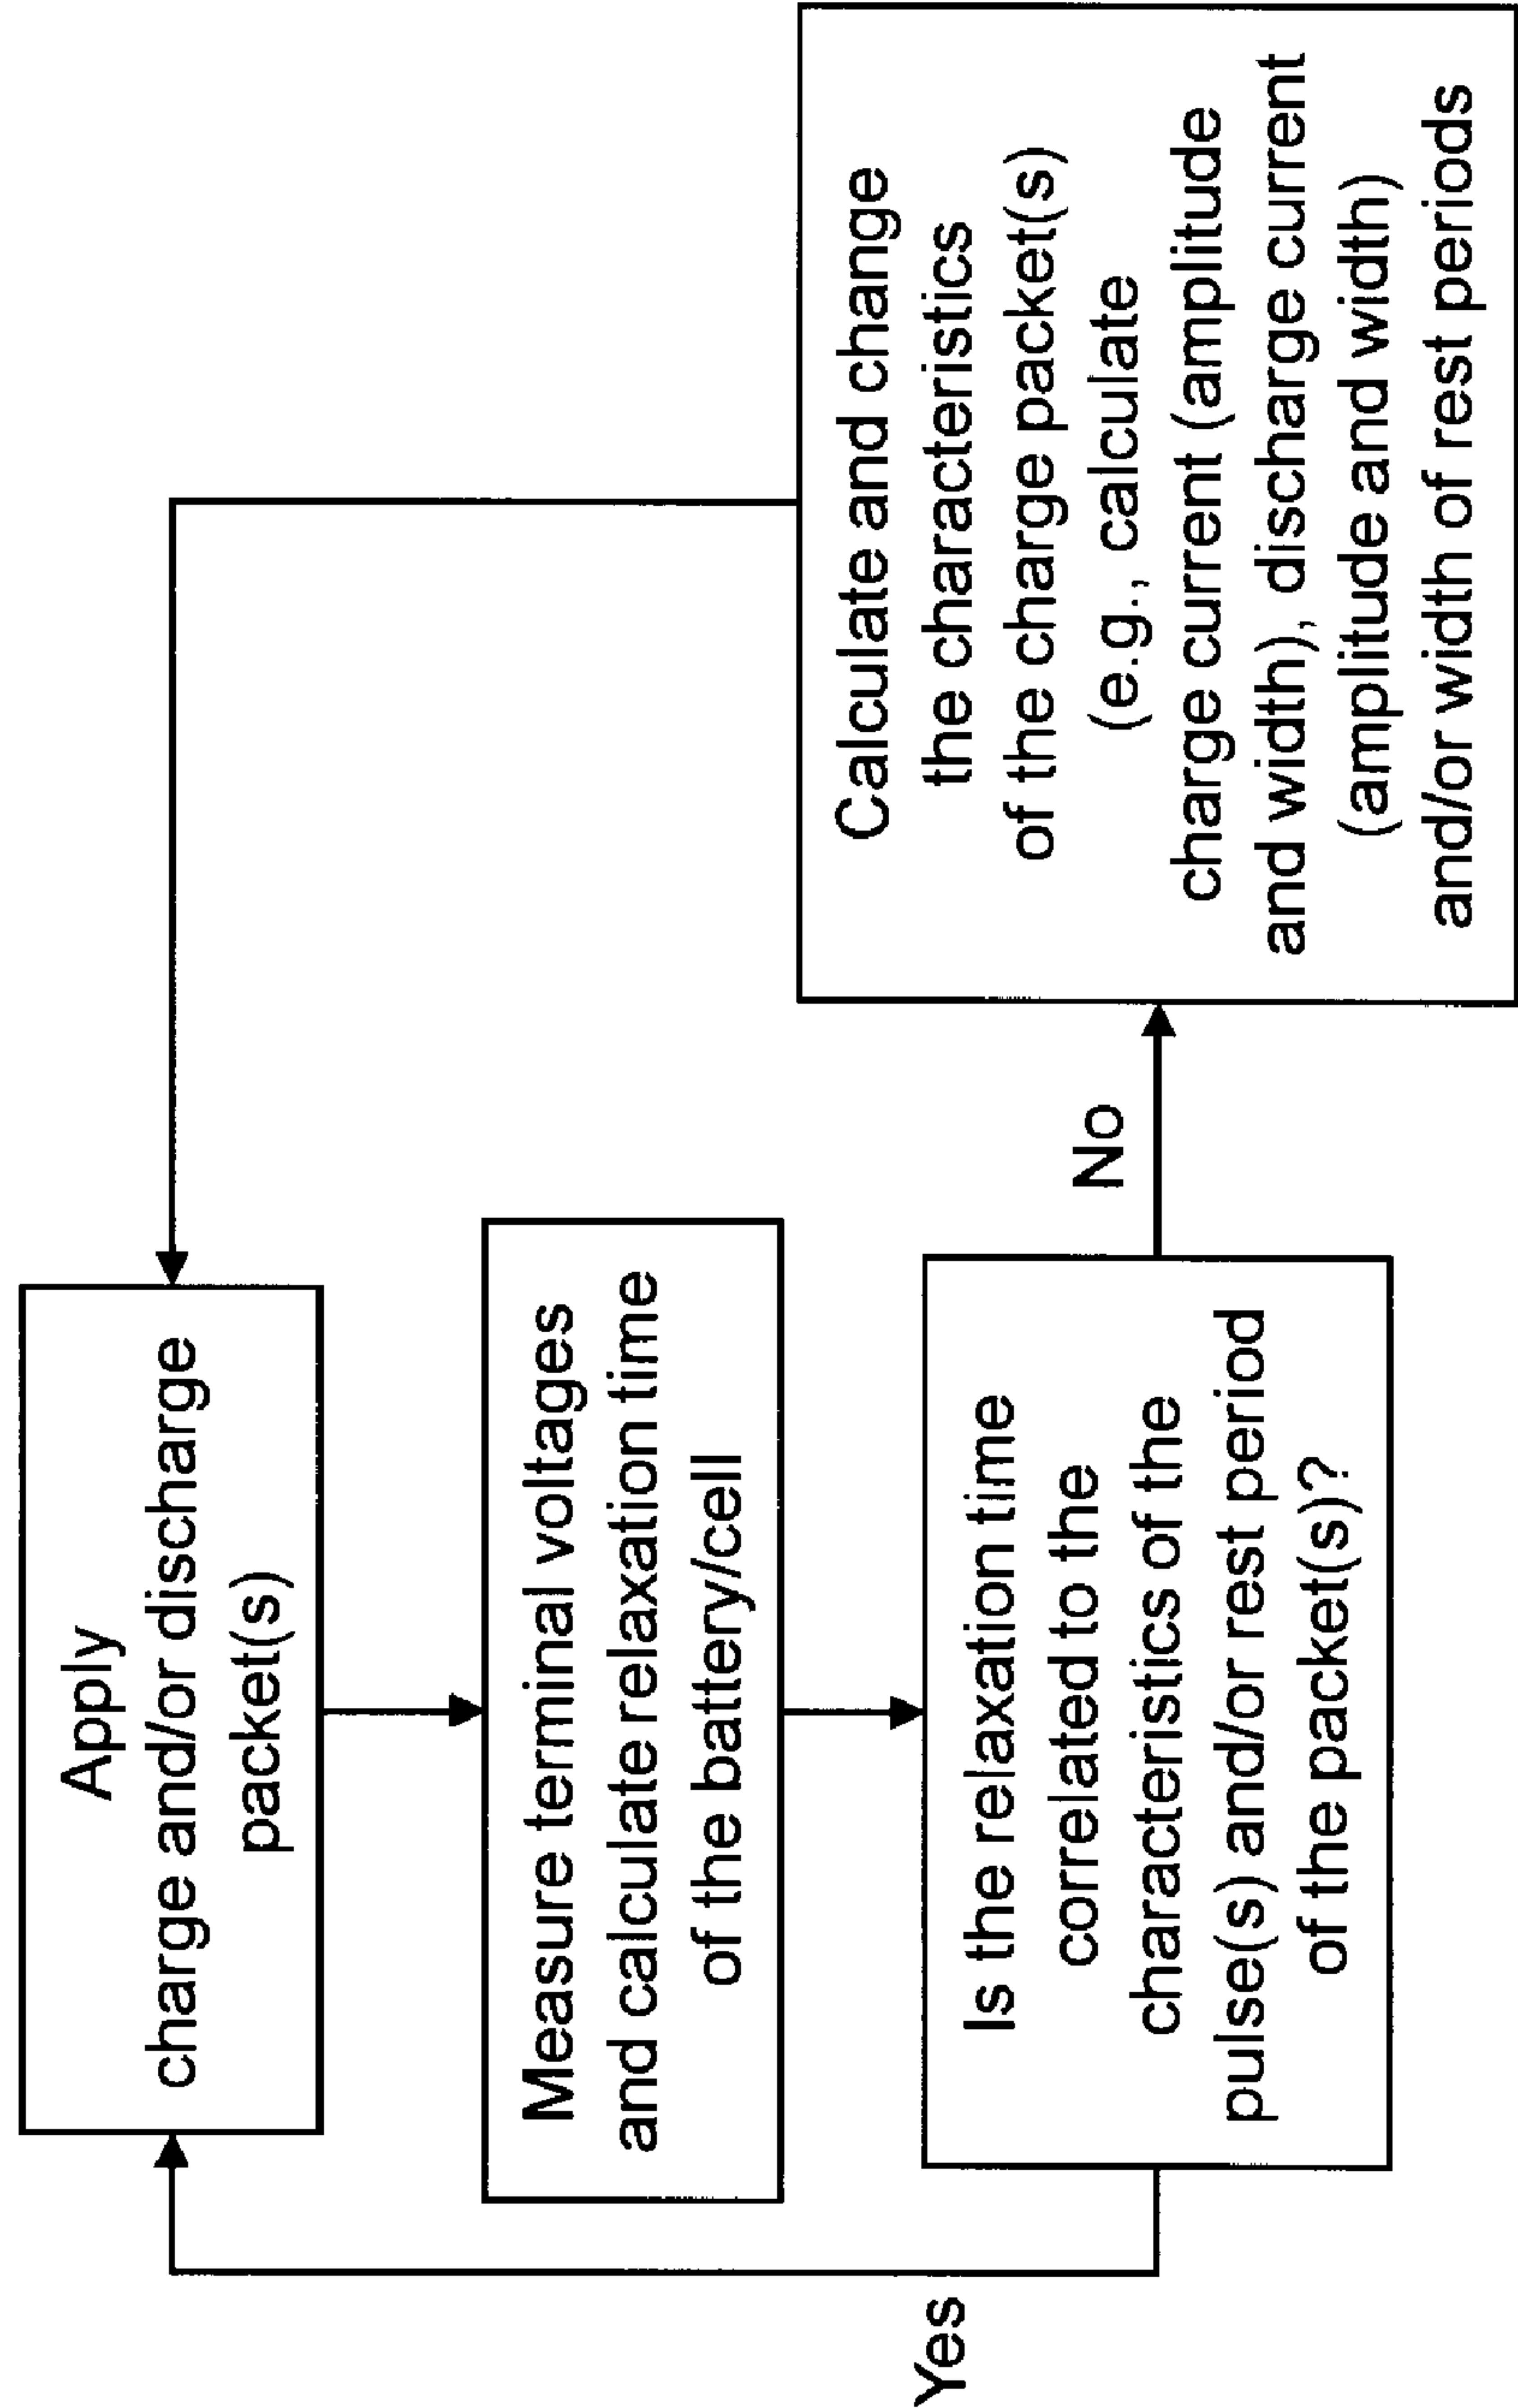 Apply
charge and/or discharge
packet(s)
Measure terminal voltages
and calculate relaxation time
of the battery/cell
Is the relaxation time
correlated to the
characteristics of the
pulse(s) and/or rest period
of the packet(s)?
Yes
No
Calculate and change
the characteristics
of the charge packet(s)
(e.g., calculate
charge current (amplitude
and width), discharge current
(amplitude and width)
and/or width of rest periods